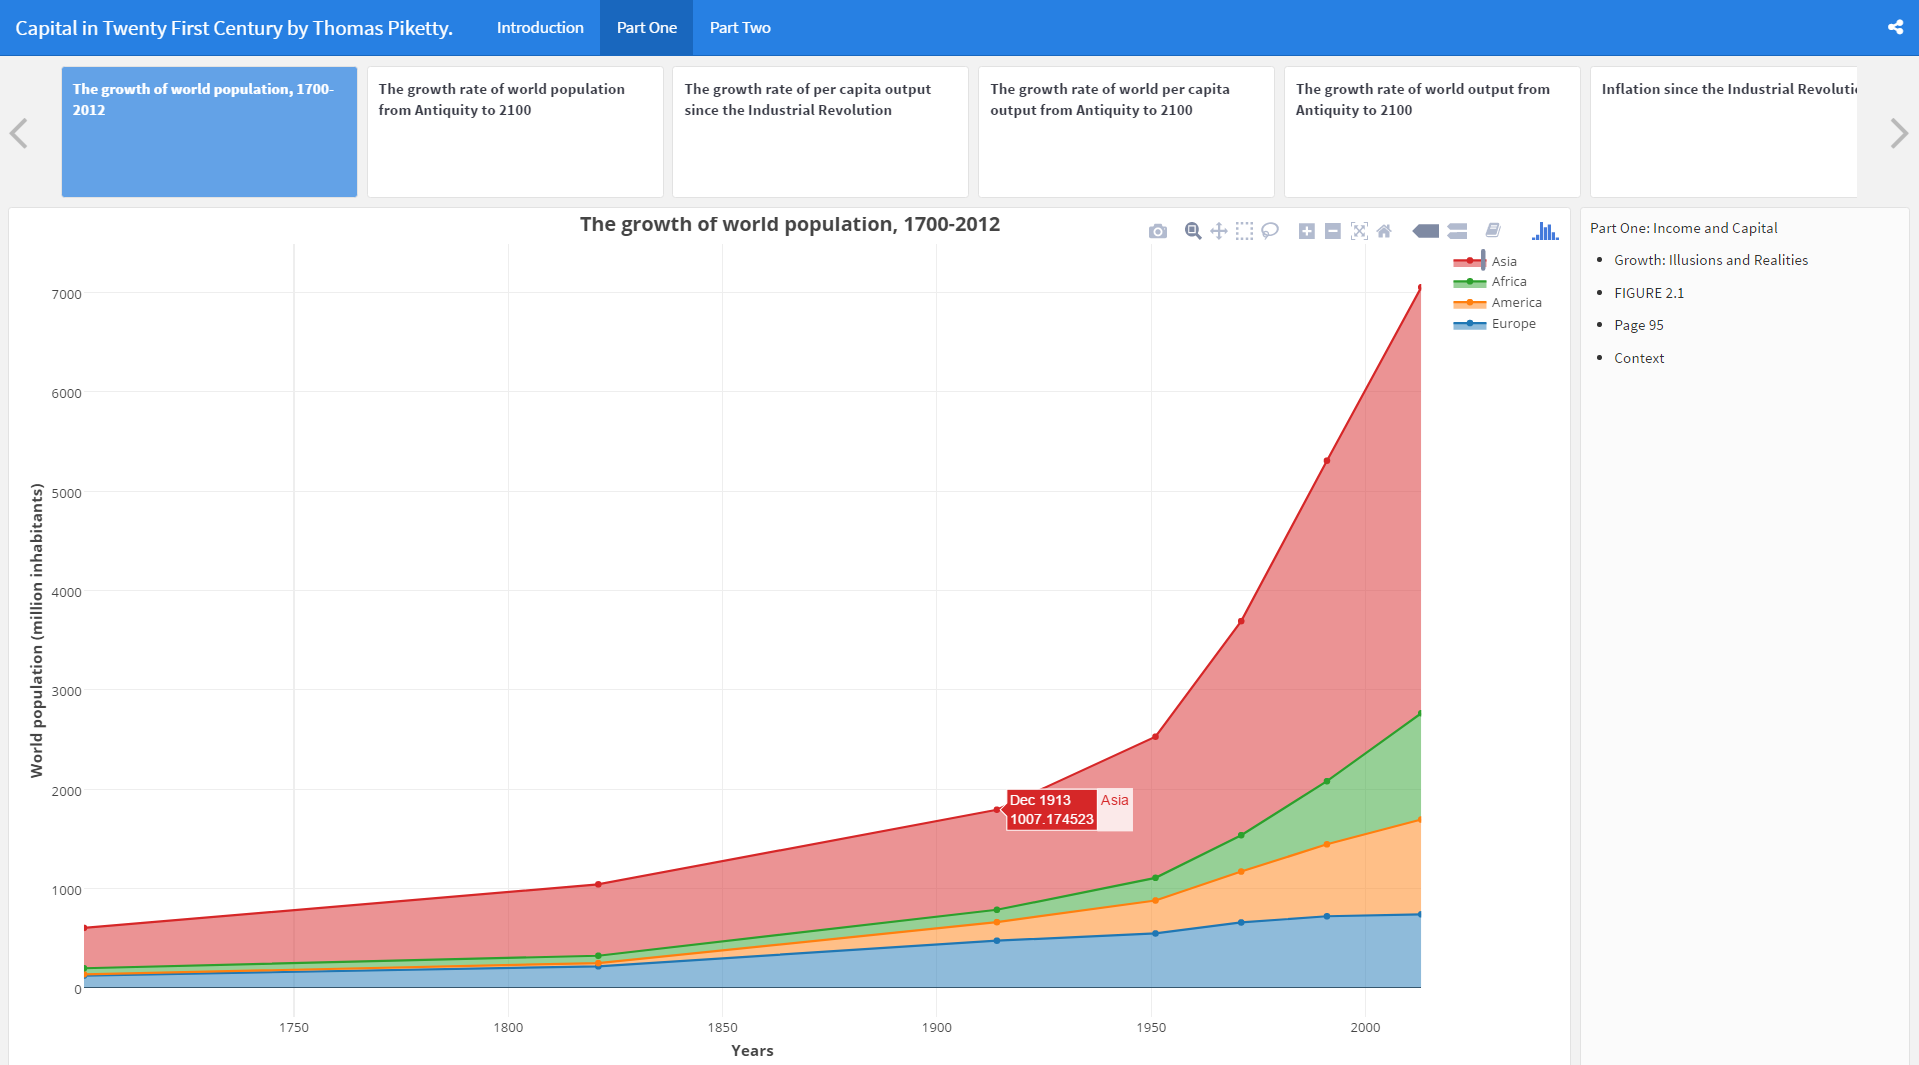 Capital in Twenty First Century by Thomas Piketty.
Introduction
Part One
Part Two
The growth of world population, 1700-
2012
The growth rate of world population
from Antiquity to 2100
The growth rate of per capita output
since the Industrial Revolution
The growth rate of world per capita
output from Antiquity to 2100
The growth rate of world output from
Antiquity to 2100
Inflation since the Industrial Revoluti
The growth of world population, 1700-2012
Asia
Africa
America
Europe
World population (million inhabitants)
7000
6000
5000
4000
3000
2000
1000
0
Dec 1913
1007.174523
Asia
1750
1800
1850
1900
1950
2000
Years
Part One: Income and Capital
Growth: Illusions and Realities
FIGURE 2.1
Page 95
Context